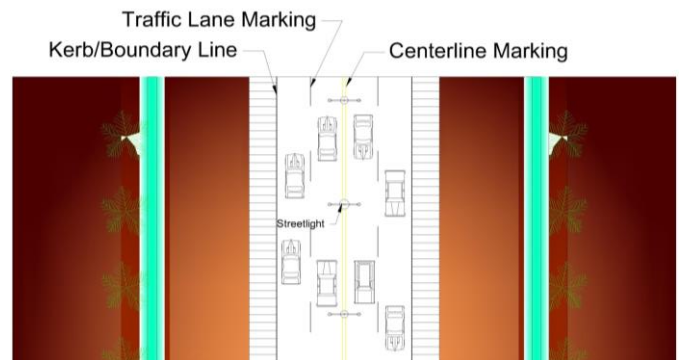 Traffic Lane Marking
Kerb/Boundary Line
Centerline Marking
Streetlight